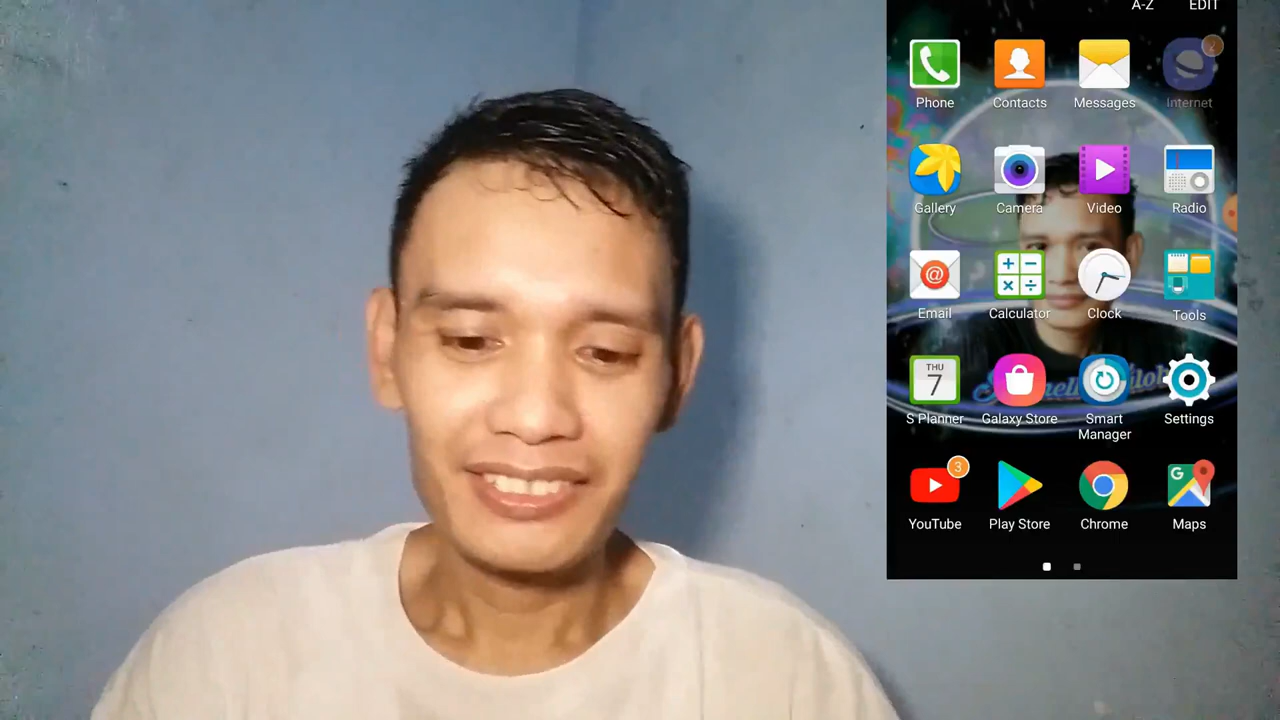 A-Z EDIT
Phone Contacts Messages Internet
2
Gallery Camera Video Radio
Email Calculator Clock Tools
THU
7
S Planner Galaxy Store Smart Manager Settings
3
G
YouTube Play Store Chrome Maps